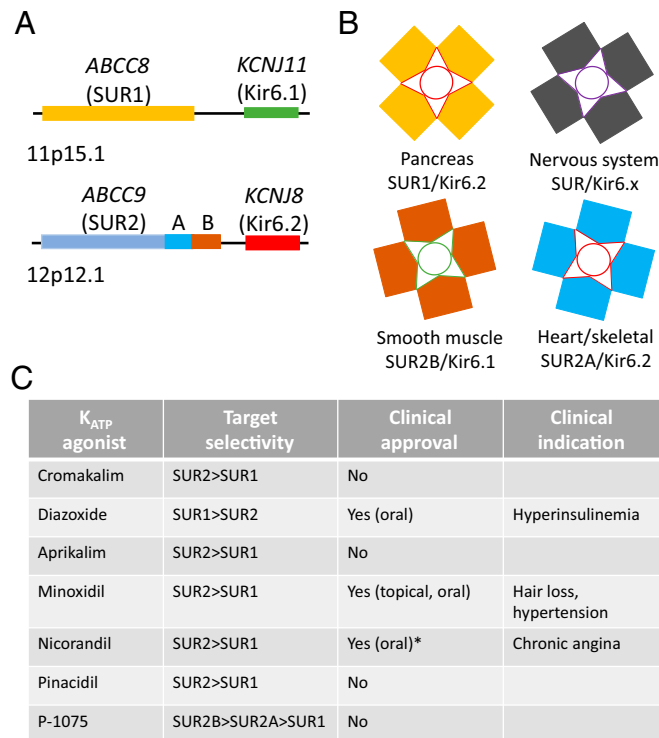 A
ABCC8
(SUR1)
KCNJ11
(Kir6.1)
11p15.1
ABCC9
(SUR2)
A
B
KCNJ8
(Kir6.2)
12p12.1
B
Pancreas
SUR1/Kir6.2
Nervous system
SUR/Kir6.x
Smooth muscle
SUR2B/Kir6.1
Heart/skeletal
SUR2A/Kir6.2
C
KATP
agonist
Target
selectivity
Clinical
approval
Clinical
indication
Cromakalim SUR2>SUR1 No
Diazoxide SUR1>SUR2 Yes (oral) Hyperinsulinemia
Aprikalim SUR2>SUR1 No
Minoxidil SUR2>SUR1 Yes (topical, oral) Hair loss,
hypertension
Nicorandil SUR2>SUR1 Yes (oral)* Chronic angina
Pinacidil SUR2>SUR1 No
P-1075 SUR2B>SUR2A>SUR1 No